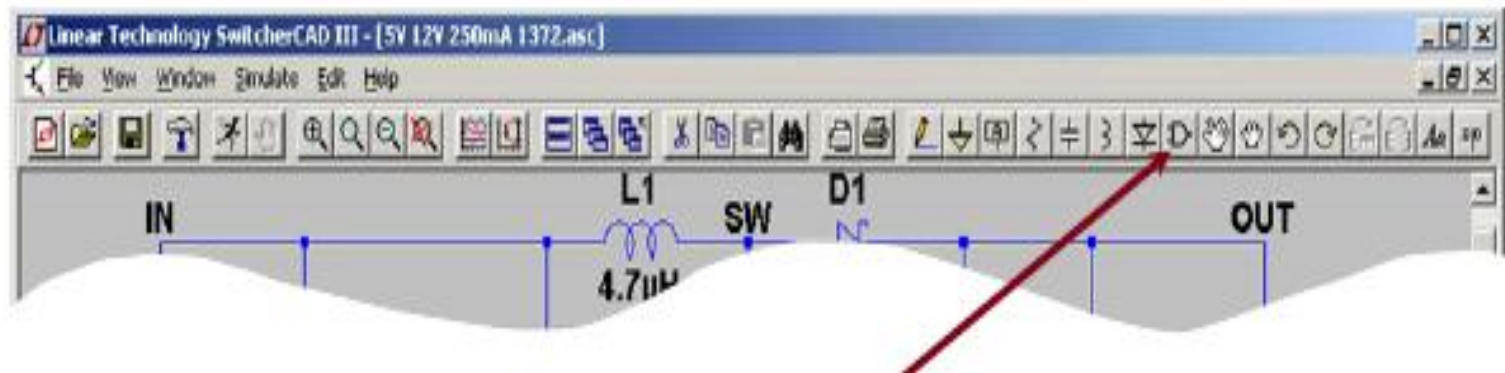 Linear Technology SwitcherCAD III - [5V 12V 250mA 1372.asc]
File View Window Simulate Edit Help
Aa
L1 D1
IN SW OUT
4.7µH